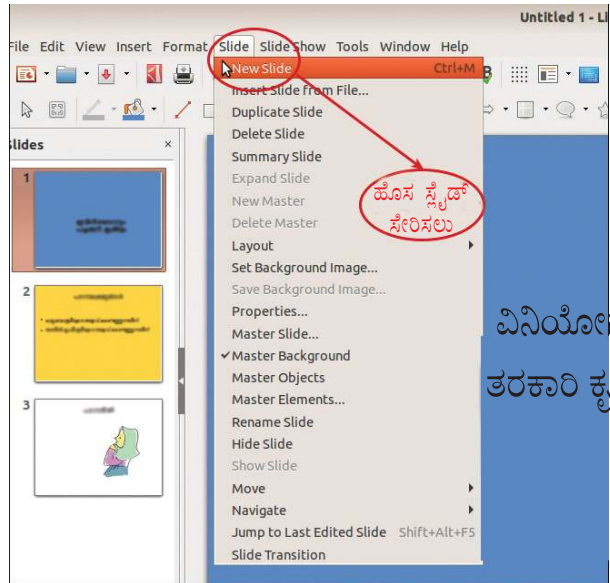 Untitled 1 - Li
File Edit View Insert Format Slide Slide Show Tools Window Help
New Slide Ctrl+M
Insert Slide from File...
Duplicate Slide
Delete Slide
Summary Slide
Expand Slide
New Master
Delete Master
Layout
Set Background Image...
Save Background Image...
Properties...
Master Slide...
Master Background
Master Objects
Master Elements...
Rename Slide
Hide Slide
Show Slide
Move
Navigate
Jump to Last Edited Slide Shift+Alt+F5
Slide Transition
ಹೊಸ ಸ್ಲೈಡ್
ಸೇರಿಸಲು
Slides ×
1
2
3
ವಿನಿಯೋಗ
ತರಕಾರಿ ಕೃ